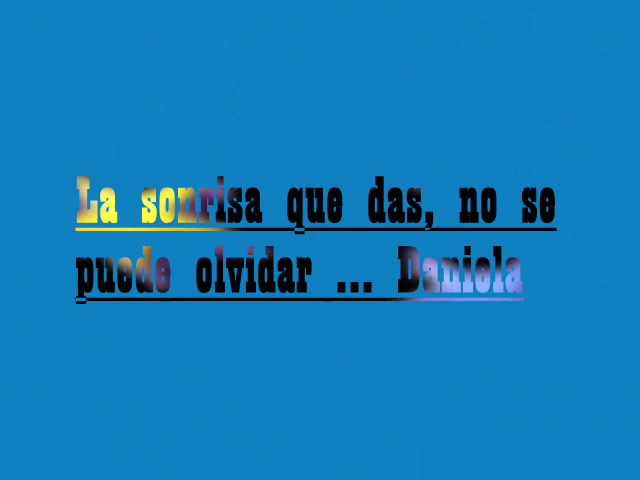 La sonrisa que das, no se
puede olvidar ... Daniela